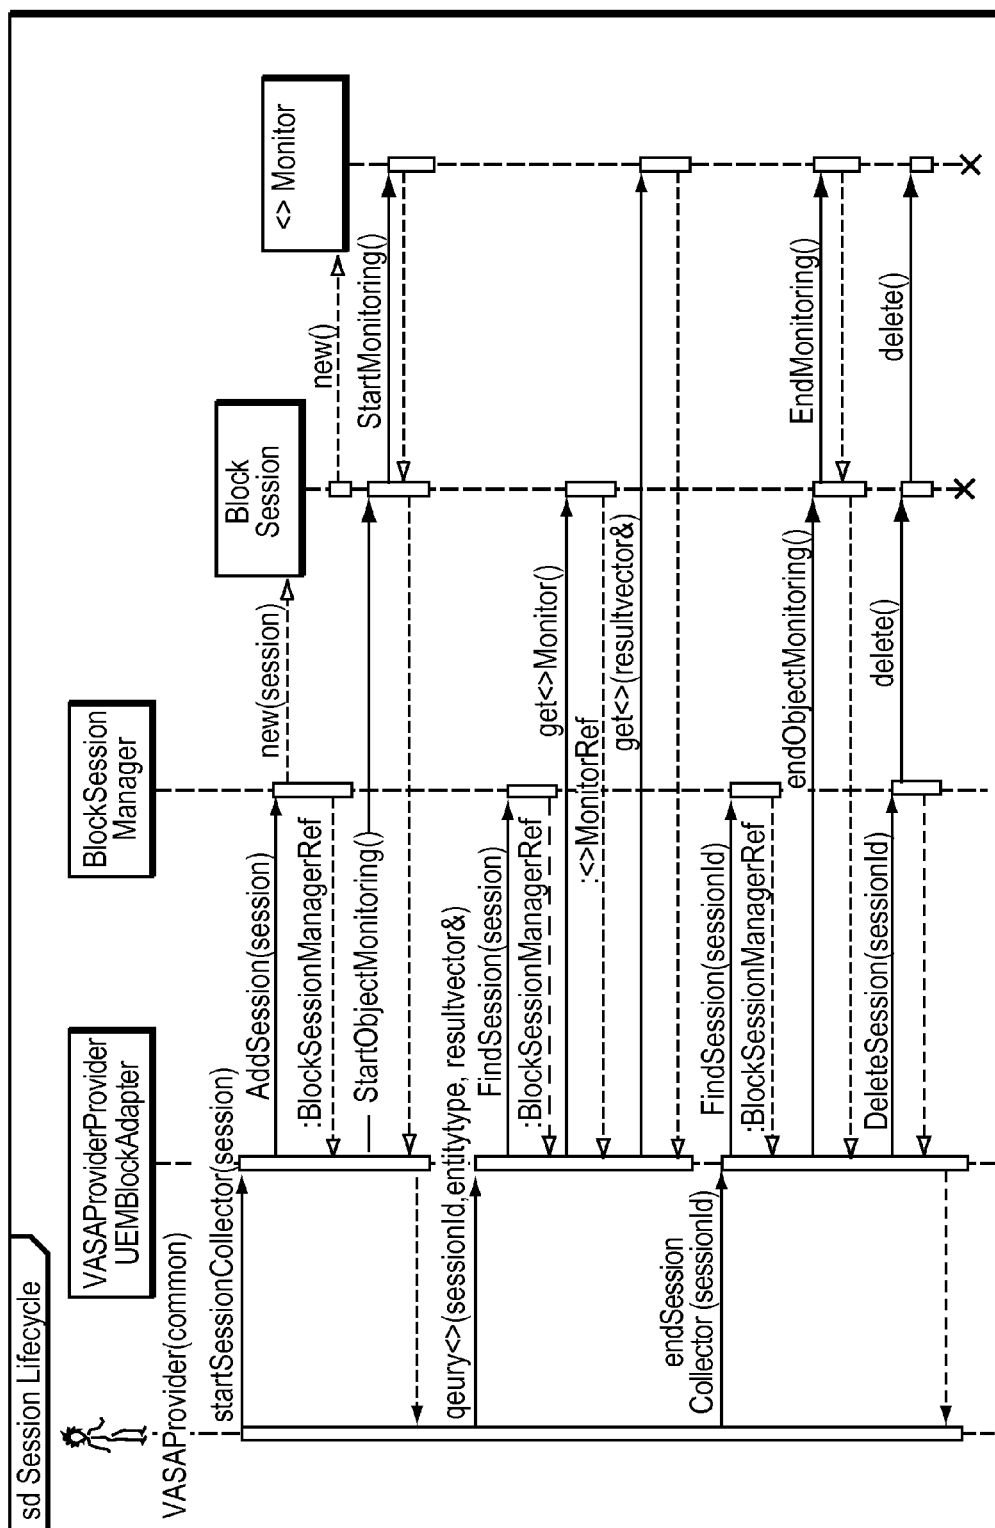 sd Session Lifecycle
VASAProvider(common)
VASAProviderProvider
UEMBlockAdapter
BlockSession
Manager
Block
Session
<> Monitor
startSessionCollector(session)
AddSession(session)
new(session)
new()
:BlockSessionManagerRef
StartObjectMonitoring()
StartMonitoring()
qeury<>(sessionId,entitytype, resultvector&)
FindSession(session)
:BlockSessionManagerRef
get<>Monitor()
:<>MonitorRef
get<>(resultvector&)
endSession
Collector (sessionId)
FindSession(sessionId)
:BlockSessionManagerRef
endObjectMonitoring()
EndMonitoring()
DeleteSession(sessionId)
delete()
delete()